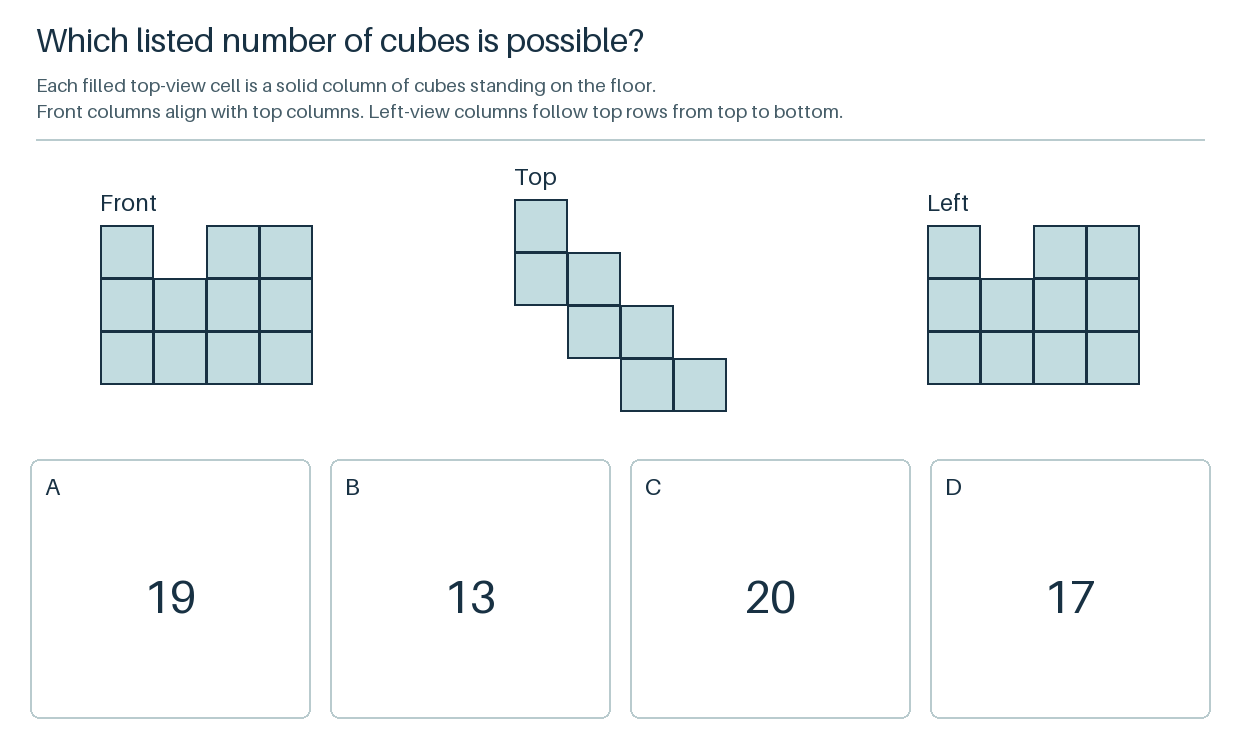 Which listed number of cubes is possible?
Each filled top-view cell is a solid column of cubes standing on the floor.
Front columns align with top columns. Left-view columns follow top rows from top to bottom.
Top
Front
Left
A
B
C
D
19
13
20
17